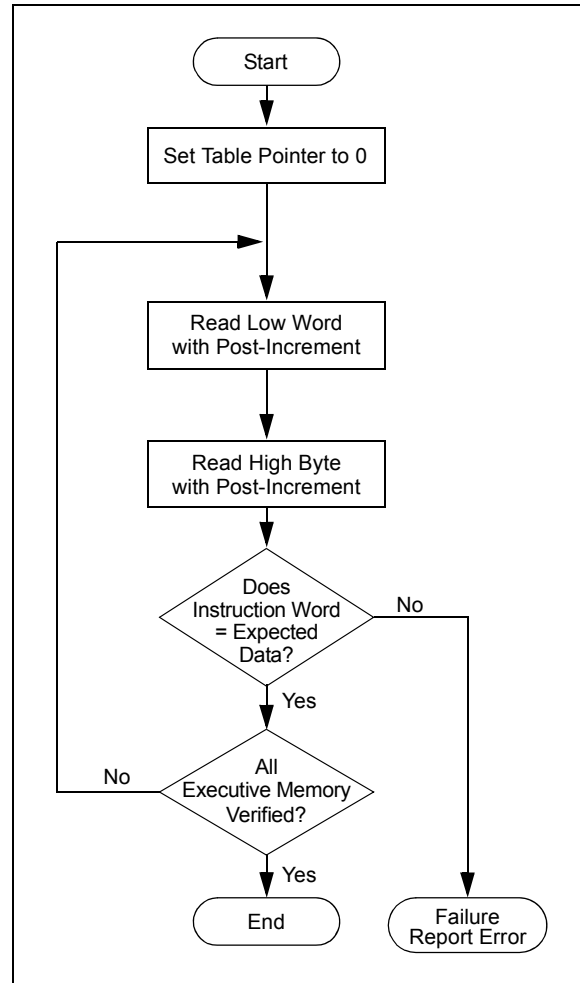 Start
Set Table Pointer to 0
Read Low Word
with Post-Increment
Read High Byte
with Post-Increment
Does
Instruction Word
= Expected
Data?
No
Yes
All
Executive Memory
Verified?
No
Yes
End
Failure
Report Error